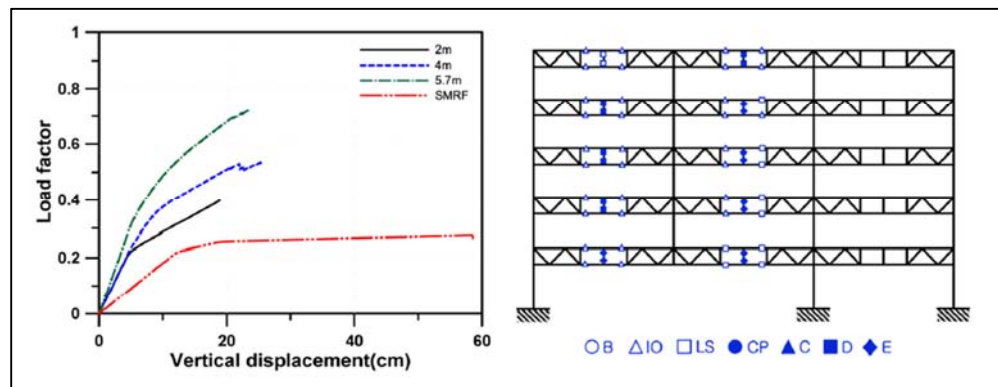 1
0.8
0.6
0.4
0.2
0
Load factor
2m
4m
5.7m
SMRF
0 20 40 60
Vertical displacement(cm)
B IO LS CP C D E